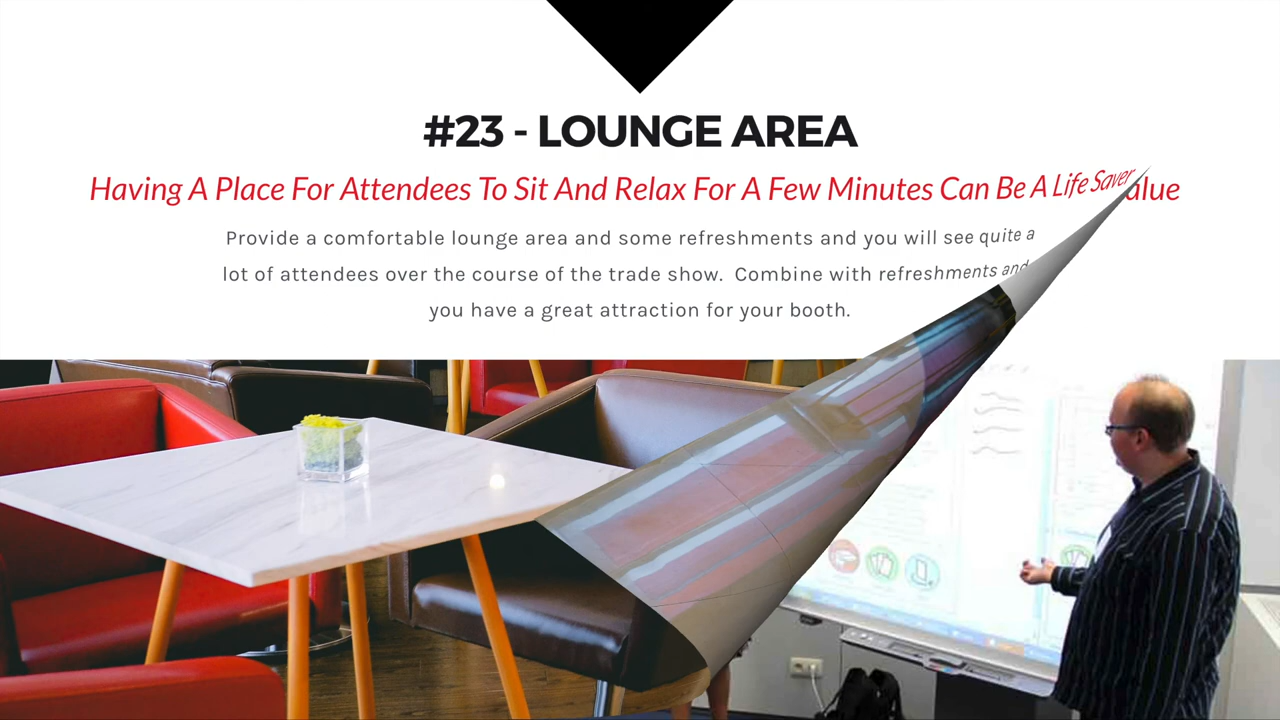 #23 - LOUNGE AREA
Having A Place For Attendees To Sit And Relax For A Few Minutes Can Be A Life Saver alue
Provide a comfortable lounge area and some refreshments and you will see quite a
lot of attendees over the course of the trade show. Combine with refreshments and
you have a great attraction for your booth.